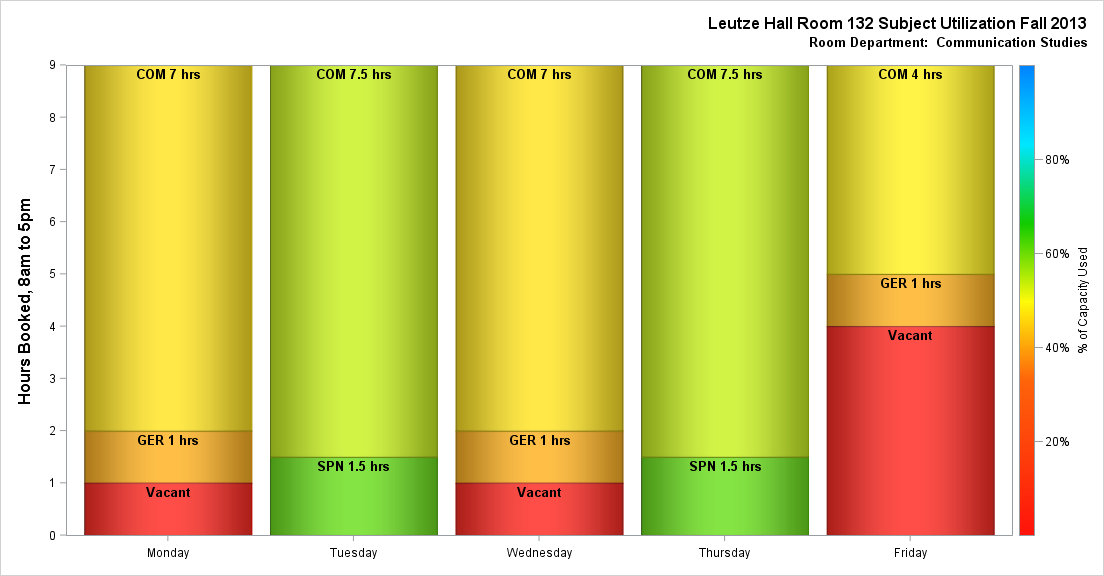 Leutze Hall Room 132 Subject Utilization Fall 2013
Room Department:  Communication Studies
Hours Booked, 8am to 5pm
9
8
7
6
5
4
3
2
1
0
COM 7 hrs
GER 1 hrs
Vacant
COM 7.5 hrs
SPN 1.5 hrs
COM 7 hrs
GER 1 hrs
Vacant
COM 7.5 hrs
SPN 1.5 hrs
COM 4 hrs
GER 1 hrs
Vacant
Monday
Tuesday
Wednesday
Thursday
Friday
80%
60%
40%
20%
% of Capacity Used